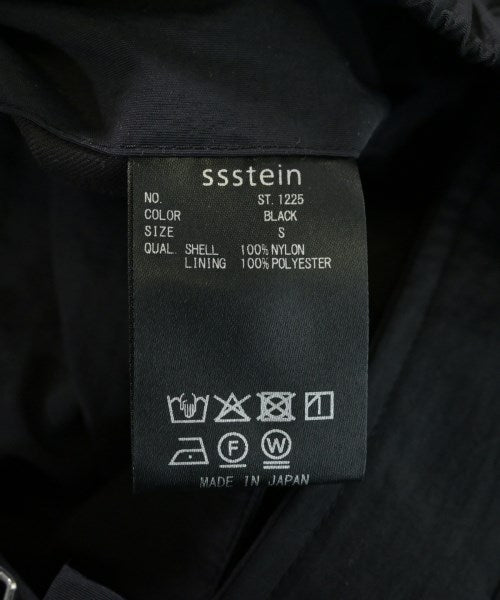 ssstein
NO. ST.1225
COLOR BLACK
SIZE S
QUAL. SHELL 100%NYLON
LINING 100%POLYESTER
F W
MADE IN JAPAN